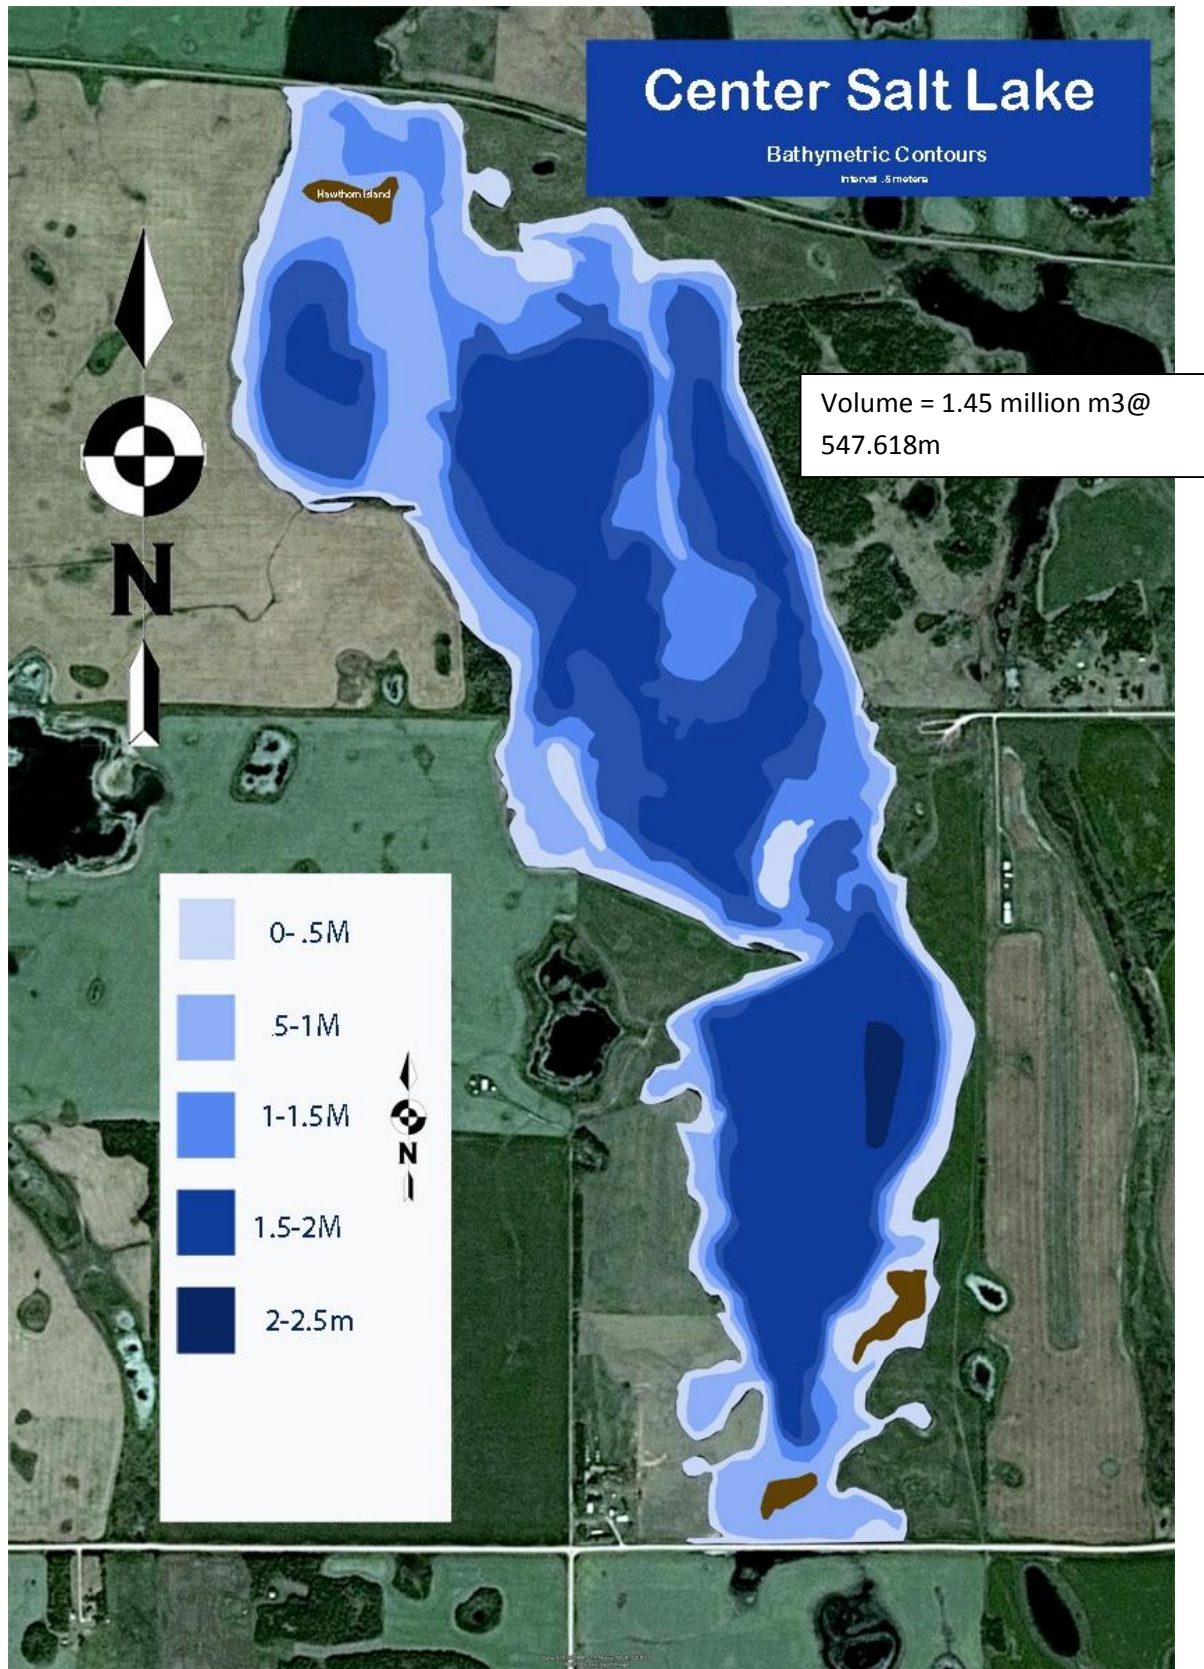 Center Salt Lake
Bathymetric Contours
Interval .5 meters
Hawthorn Island
Volume = 1.45 million m3@
547.618m
N
0-.5M
.5-1M
1-1.5M
N
1.5-2M
2-2.5m